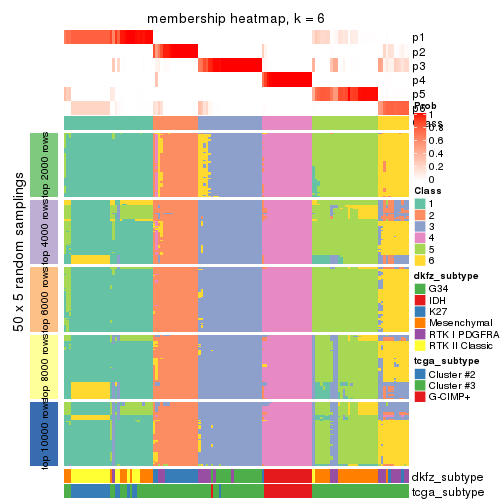 membership heatmap, k = 6
p1
p2
p3
p4
p5
p6
Class
50 x 5 random samplings
top 2000 rows
top 4000 rows
top 6000 rows
top 8000 rows
top 10000 rows
Prob
1
0.8
0.6
0.4
0.2
0
Class
1
2
3
4
5
6
dkfz_subtype
G34
IDH
K27
Mesenchymal
RTK I PDGFRA
RTK II Classic
tcga_subtype
Cluster #2
Cluster #3
G-CIMP+
dkfz_subtype
tcga_subtype